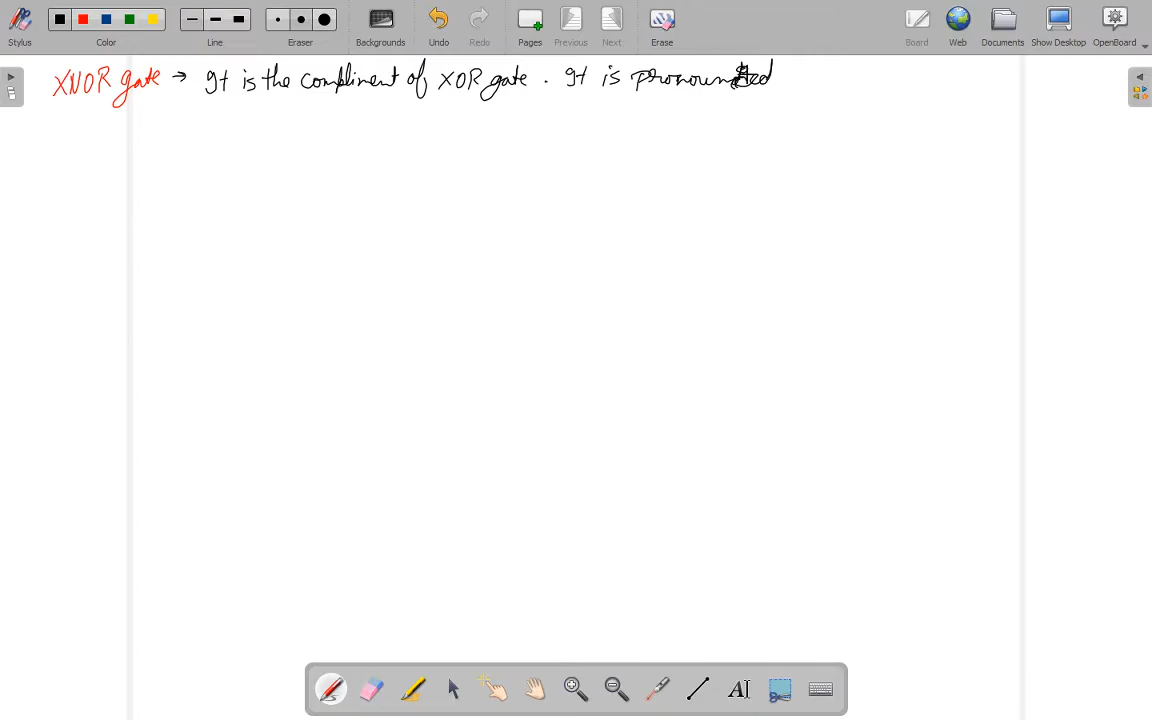 Stylus
Color
Line
Eraser
Backgrounds
Undo
Redo
Pages
Previous
Next
Erase
Board
Web
Documents
Show Desktop
OpenBoard
XNOR gate → It is the compliment of XOR gate . It is